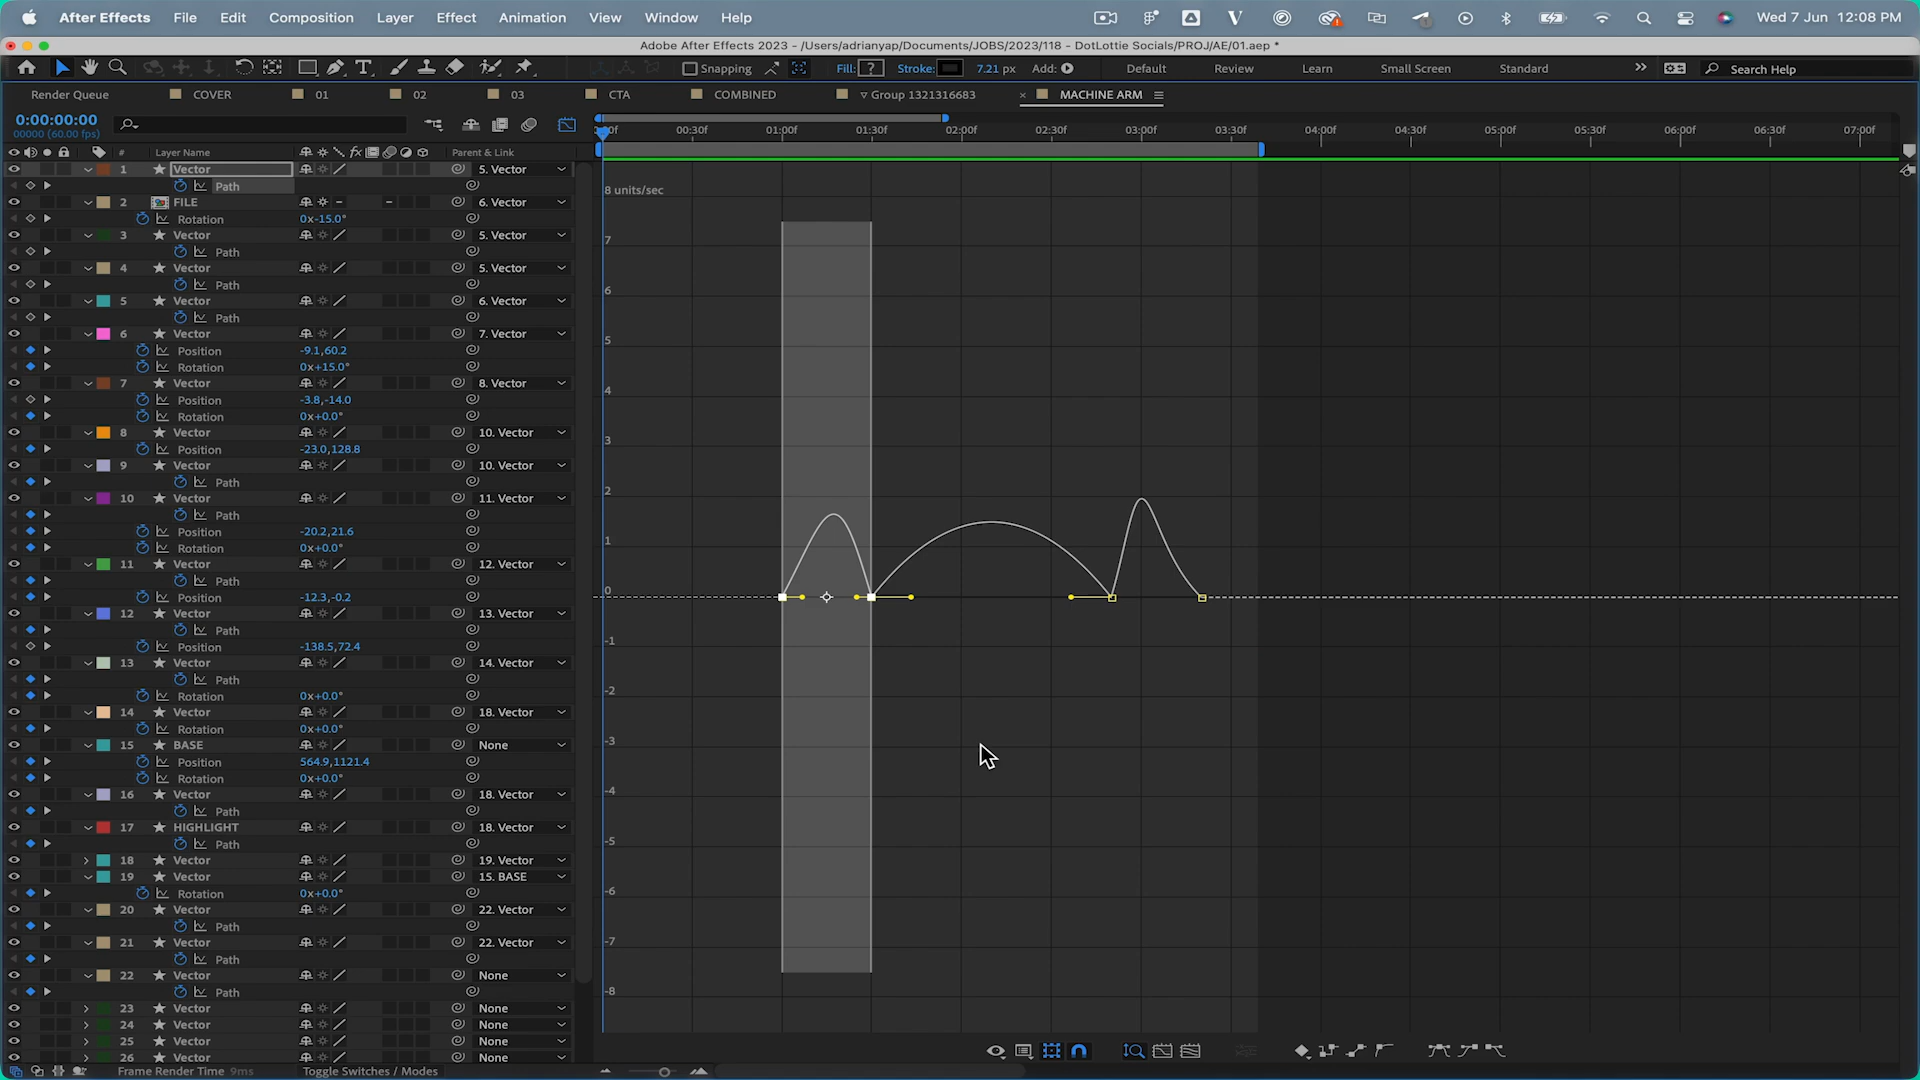 After Effects File Edit Composition Layer Effect Animation View Window Help Wed 7 Jun 12:08 PM
Adobe After Effects 2023 - /Users/adrianyap/Documents/JOBS/2023/118 - DotLottie Socials/PROJ/AE/01.aep *
Snapping Fill: ? Stroke: 7.21 px Add: Default Review Learn Small Screen Standard Search Help
Render Queue COVER 01 02 03 CTA COMBINED Group 1321316683 MACHINE ARM
0:00:00:00
00000 (60.00 fps)
00:30f 01:00f 01:30f 02:00f 02:30f 03:00f 03:30f 04:00f 04:30f 05:00f 05:30f 06:00f 06:30f 07:00f
# Layer Name fx Parent & Link
1 Vector 5. Vector
Path
8 units/sec
2 FILE 6. Vector
Rotation 0x-15.0°
3 Vector 5. Vector
7
Path
4 Vector 5. Vector
Path
6
5 Vector 6. Vector
Path
6 Vector 7. Vector
5
Position -9.1,60.2
Rotation 0x+15.0°
7 Vector 8. Vector
4
Position -3.8,-14.0
Rotation 0x+0.0°
8 Vector 10. Vector
3
Position -23.0,128.8
9 Vector 10. Vector
Path
2
10 Vector 11. Vector
Path
Position -20.2,21.6
1
Rotation 0x+0.0°
11 Vector 12. Vector
Path
0
Position -12.3,-0.2
12 Vector 13. Vector
Path
-1
Position -138.5,72.4
13 Vector 14. Vector
Path
-2
Rotation 0x+0.0°
14 Vector 18. Vector
Rotation 0x+0.0°
-3
15 BASE None
Position 564.9,1121.4
Rotation 0x+0.0°
-4
16 Vector 18. Vector
Path
17 HIGHLIGHT 18. Vector
-5
Path
18 Vector 19. Vector
19 Vector 15. BASE
-6
Rotation 0x+0.0°
20 Vector 22. Vector
Path
-7
21 Vector 22. Vector
Path
22 Vector None
-8
Path
23 Vector None
24 Vector None
25 Vector None
26 Vector None
Frame Render Time 9ms Toggle Switches / Modes